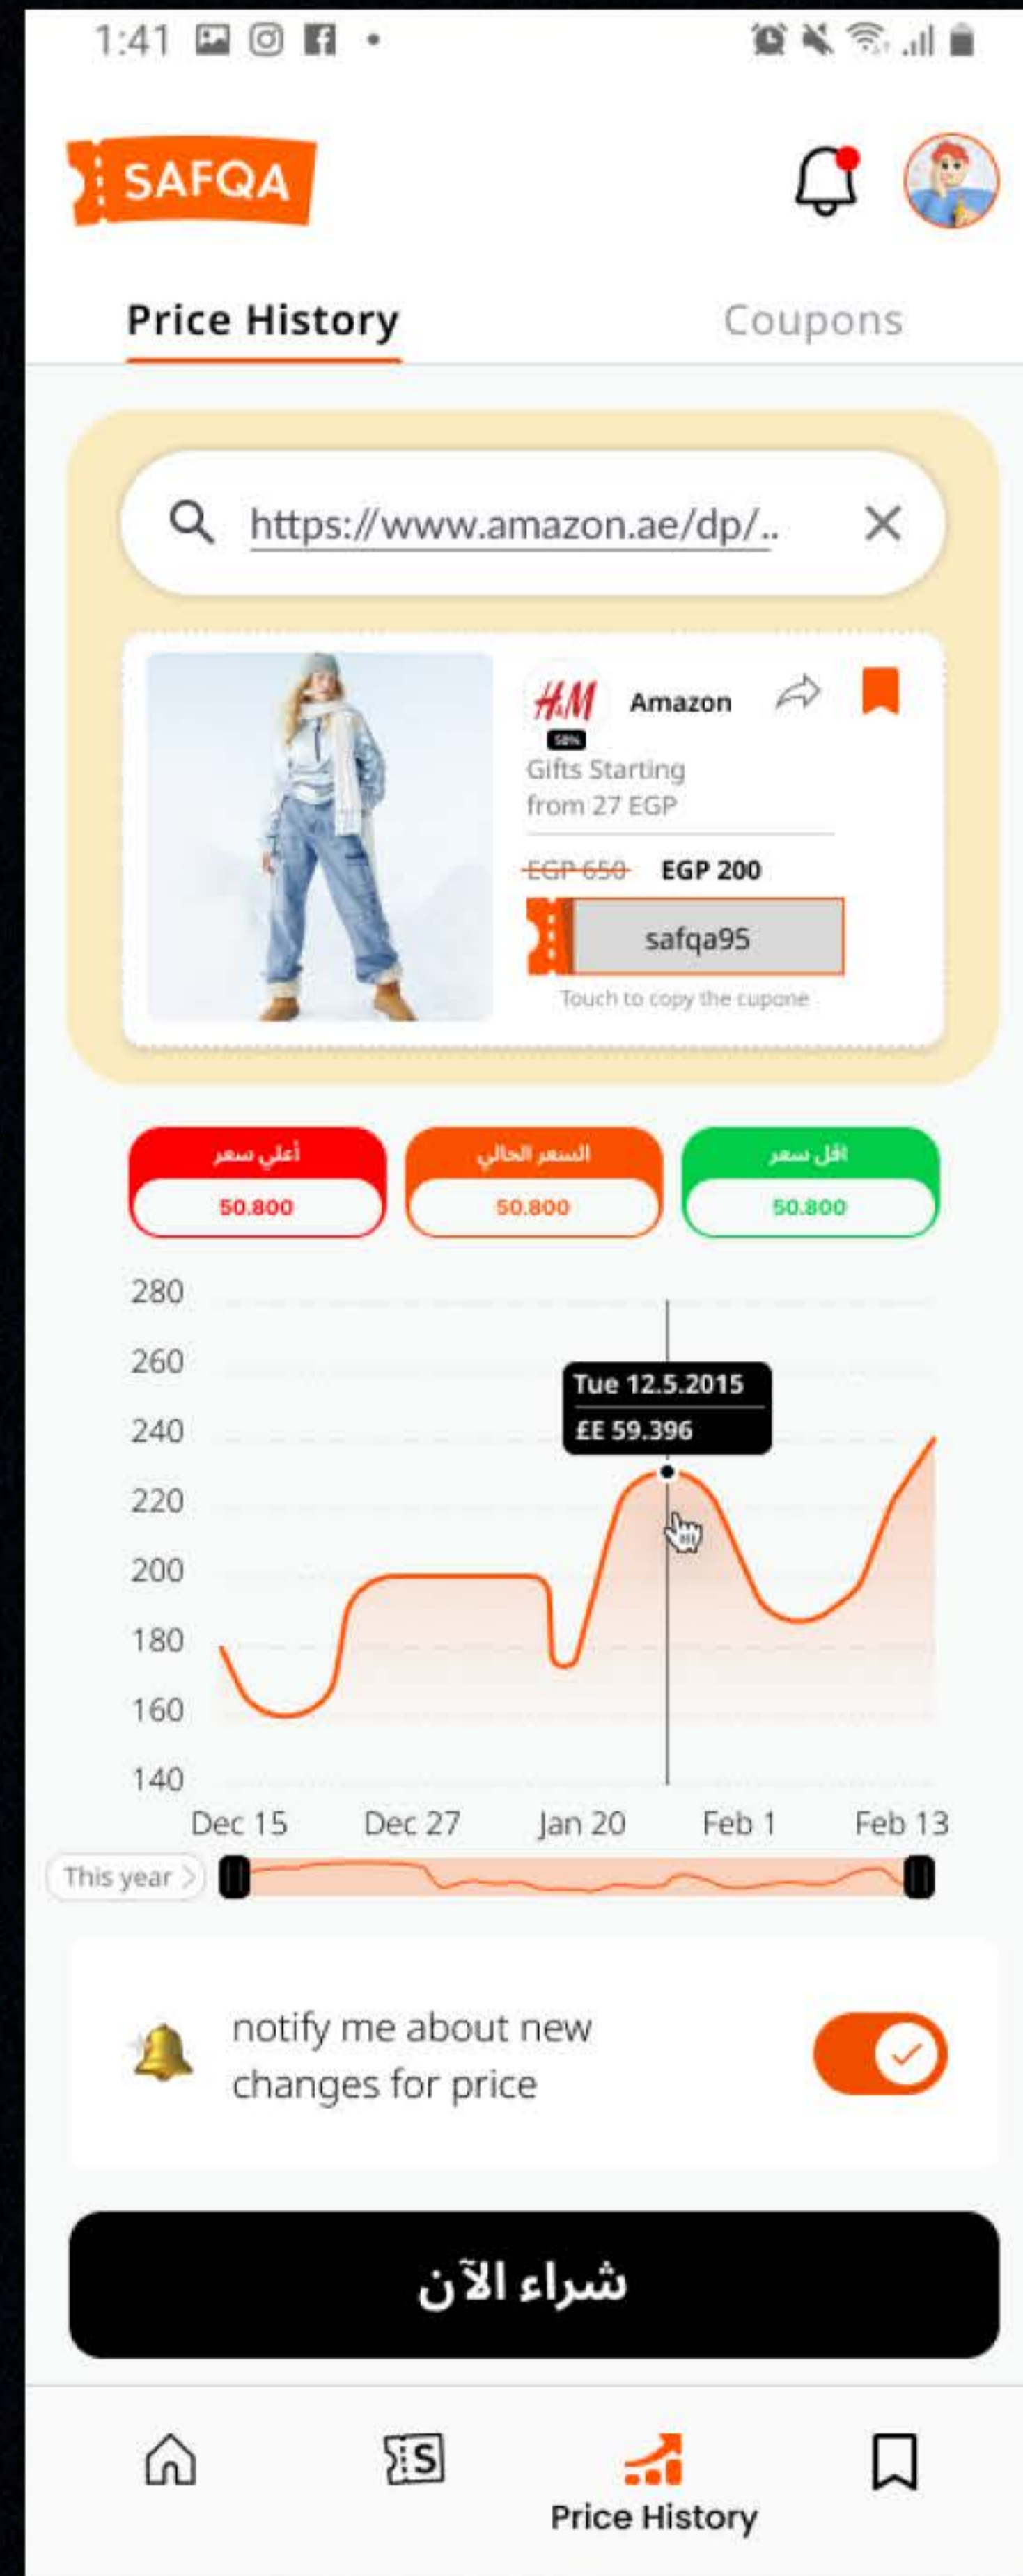 1:41
SAFQA
Price History
Coupons
https://www.amazon.ae/dp/..
H&M
Amazon
50%
Gifts Starting
from 27 EGP
EGP 650 EGP 200
safqa95
Touch to copy the cupone
أعلي سعر
50.800
السعر الحالي
50.800
اقل سعر
50.800
280
260
240
220
200
180
160
140
Tue 12.5.2015
£E 59.396
Dec 15
Dec 27
Jan 20
Feb 1
Feb 13
This year >
notify me about new
changes for price
شراء الآن
S
Price History